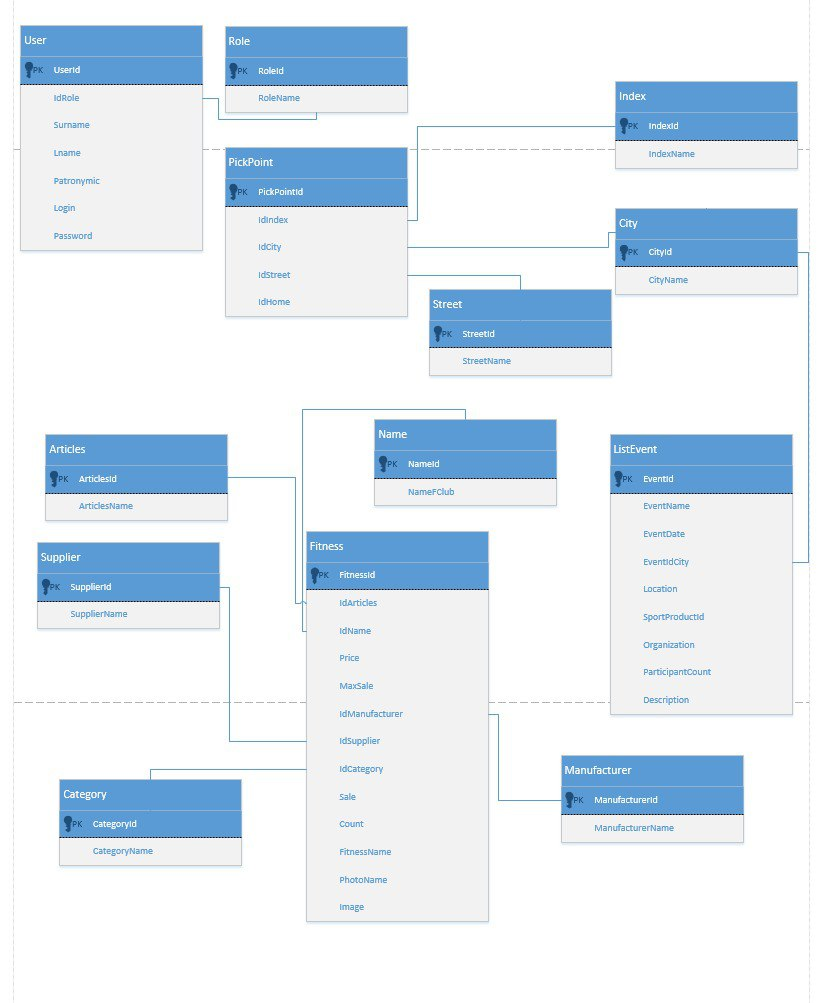 User
PK UserId
IdRole
Surname
Lname
Patronymic
Login
Password
Role
PK RoleId
RoleName
Index
PK IndexId
IndexName
PickPoint
PK PickPointId
IdIndex
IdCity
IdStreet
IdHome
City
PK CityId
CityName
Street
PK StreetId
StreetName
Articles
PK ArticlesId
ArticlesName
Name
PK NameId
NameFClub
ListEvent
PK EventId
EventName
EventDate
EventIdCity
Location
SportProductId
Organization
ParticipantCount
Description
Supplier
PK SupplierId
SupplierName
Fitness
PK FitnessId
IdArticles
IdName
Price
MaxSale
IdManufacturer
IdSupplier
IdCategory
Sale
Count
FitnessName
PhotoName
Image
Category
PK CategoryId
CategoryName
Manufacturer
PK ManufacturerId
ManufacturerName